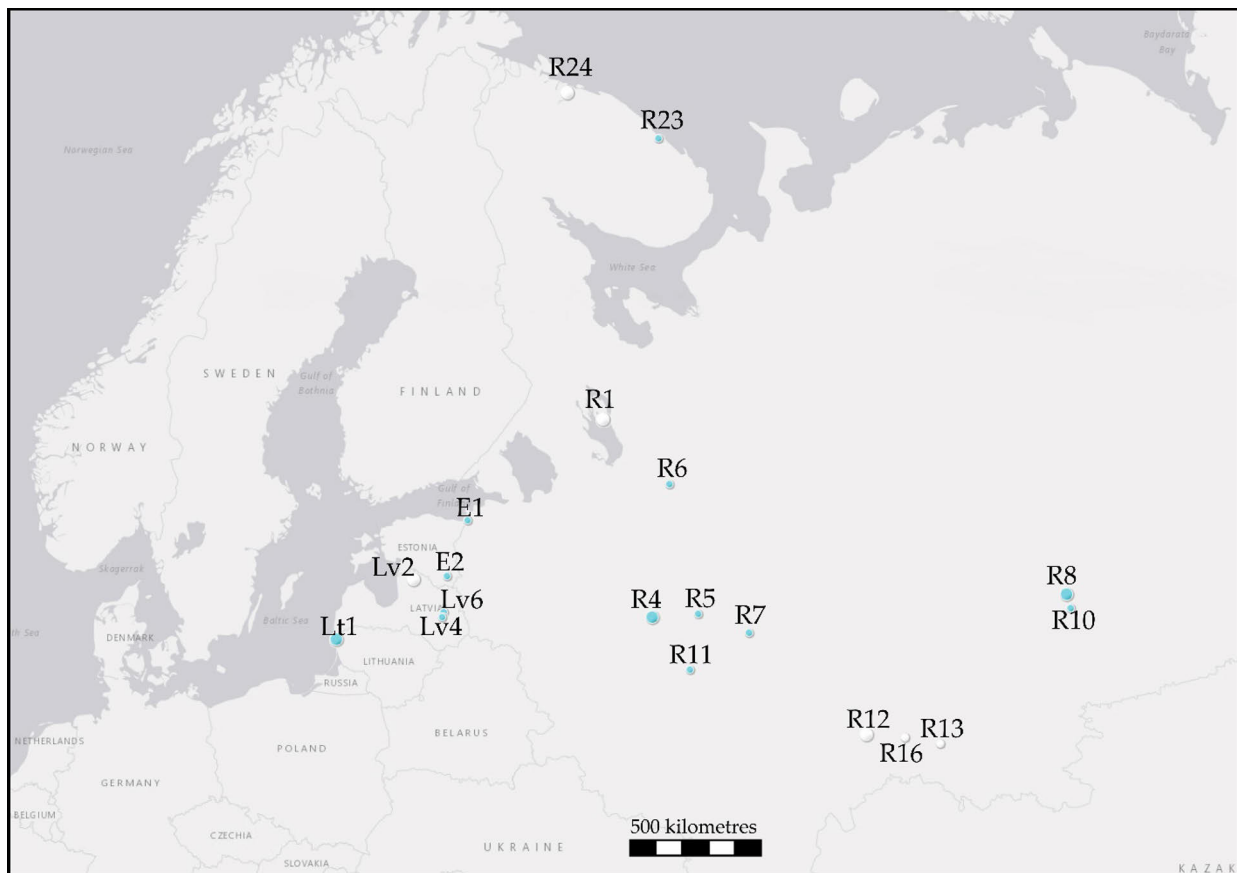 Baydarata
Bay
R24
R23
Norwegian Sea
White Sea
SWEDEN
Gulf of
Bothnia
FINLAND
R1
NORWAY
R6
Gulf of
Finland
E1
ESTONIA
Lv2
E2
Skagerrak
R8
LATVIA
Lv6
R4
R5
R7
R10
Baltic Sea
Lt1
Lv4
th Sea
DENMARK
R11
LITHUANIA
RUSSIA
R12
R13
R16
NETHERLANDS
BELARUS
POLAND
GERMANY
BELGIUM
500 kilometres
CZECHIA
UKRAINE
SLOVAKIA
KAZAK